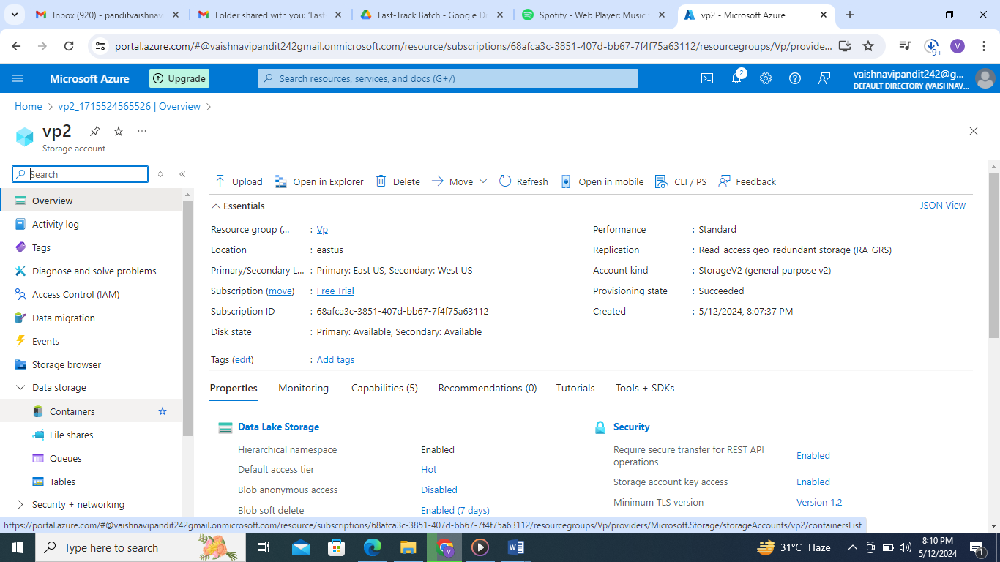 Inbox (920) - panditvaishnav
Folder shared with you: 'Fast
Fast-Track Batch - Google Dr
Spotify - Web Player: Music
vp2 - Microsoft Azure
portal.azure.com/#@vaishnavipandit242gmail.onmicrosoft.com/resource/subscriptions/68afca3c-3851-407d-bb67-7f4f75a63112/resourcegroups/Vp/provide...
9+
V
Microsoft Azure
Upgrade
Search resources, services, and docs (G+/)
2
vaishnavipandit242@g...
DEFAULT DIRECTORY (VAISHNAV...
Home > vp2_1715524565526 | Overview >
vp2
...
Storage account
Search
Upload
Open in Explorer
Delete
Move
Refresh
Open in mobile
CLI / PS
Feedback
Overview
Activity log
Tags
Diagnose and solve problems
Access Control (IAM)
Data migration
Events
Storage browser
Data storage
Containers
File shares
Queues
Tables
Security + networking
Essentials
JSON View
Resource group (... : Vp
Location : eastus
Primary/Secondary L... : Primary: East US, Secondary: West US
Subscription (move) : Free Trial
Subscription ID : 68afca3c-3851-407d-bb67-7f4f75a63112
Disk state : Primary: Available, Secondary: Available
Tags (edit) : Add tags
Performance : Standard
Replication : Read-access geo-redundant storage (RA-GRS)
Account kind : StorageV2 (general purpose v2)
Provisioning state : Succeeded
Created : 5/12/2024, 8:07:37 PM
Properties
Monitoring
Capabilities (5)
Recommendations (0)
Tutorials
Tools + SDKs
Data Lake Storage
Hierarchical namespace Enabled
Default access tier Hot
Blob anonymous access Disabled
Blob soft delete Enabled (7 days)
Security
Require secure transfer for REST API
operations
Enabled
Storage account key access Enabled
Minimum TLS version Version 1.2
https://portal.azure.com/#@vaishnavipandit242gmail.onmicrosoft.com/resource/subscriptions/68afca3c-3851-407d-bb67-7f4f75a63112/resourcegroups/Vp/providers/Microsoft.Storage/storageAccounts/vp2/containersList
Type here to search
V
W
31°C Haze
8:10 PM
5/12/2024
1